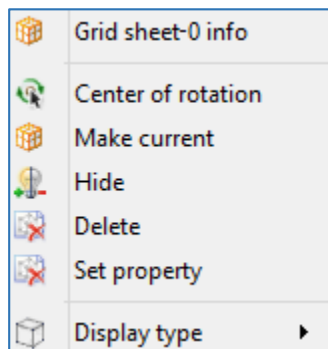 Grid sheet-0 info
Center of rotation
Make current
Hide
Delete
Set property
Display type